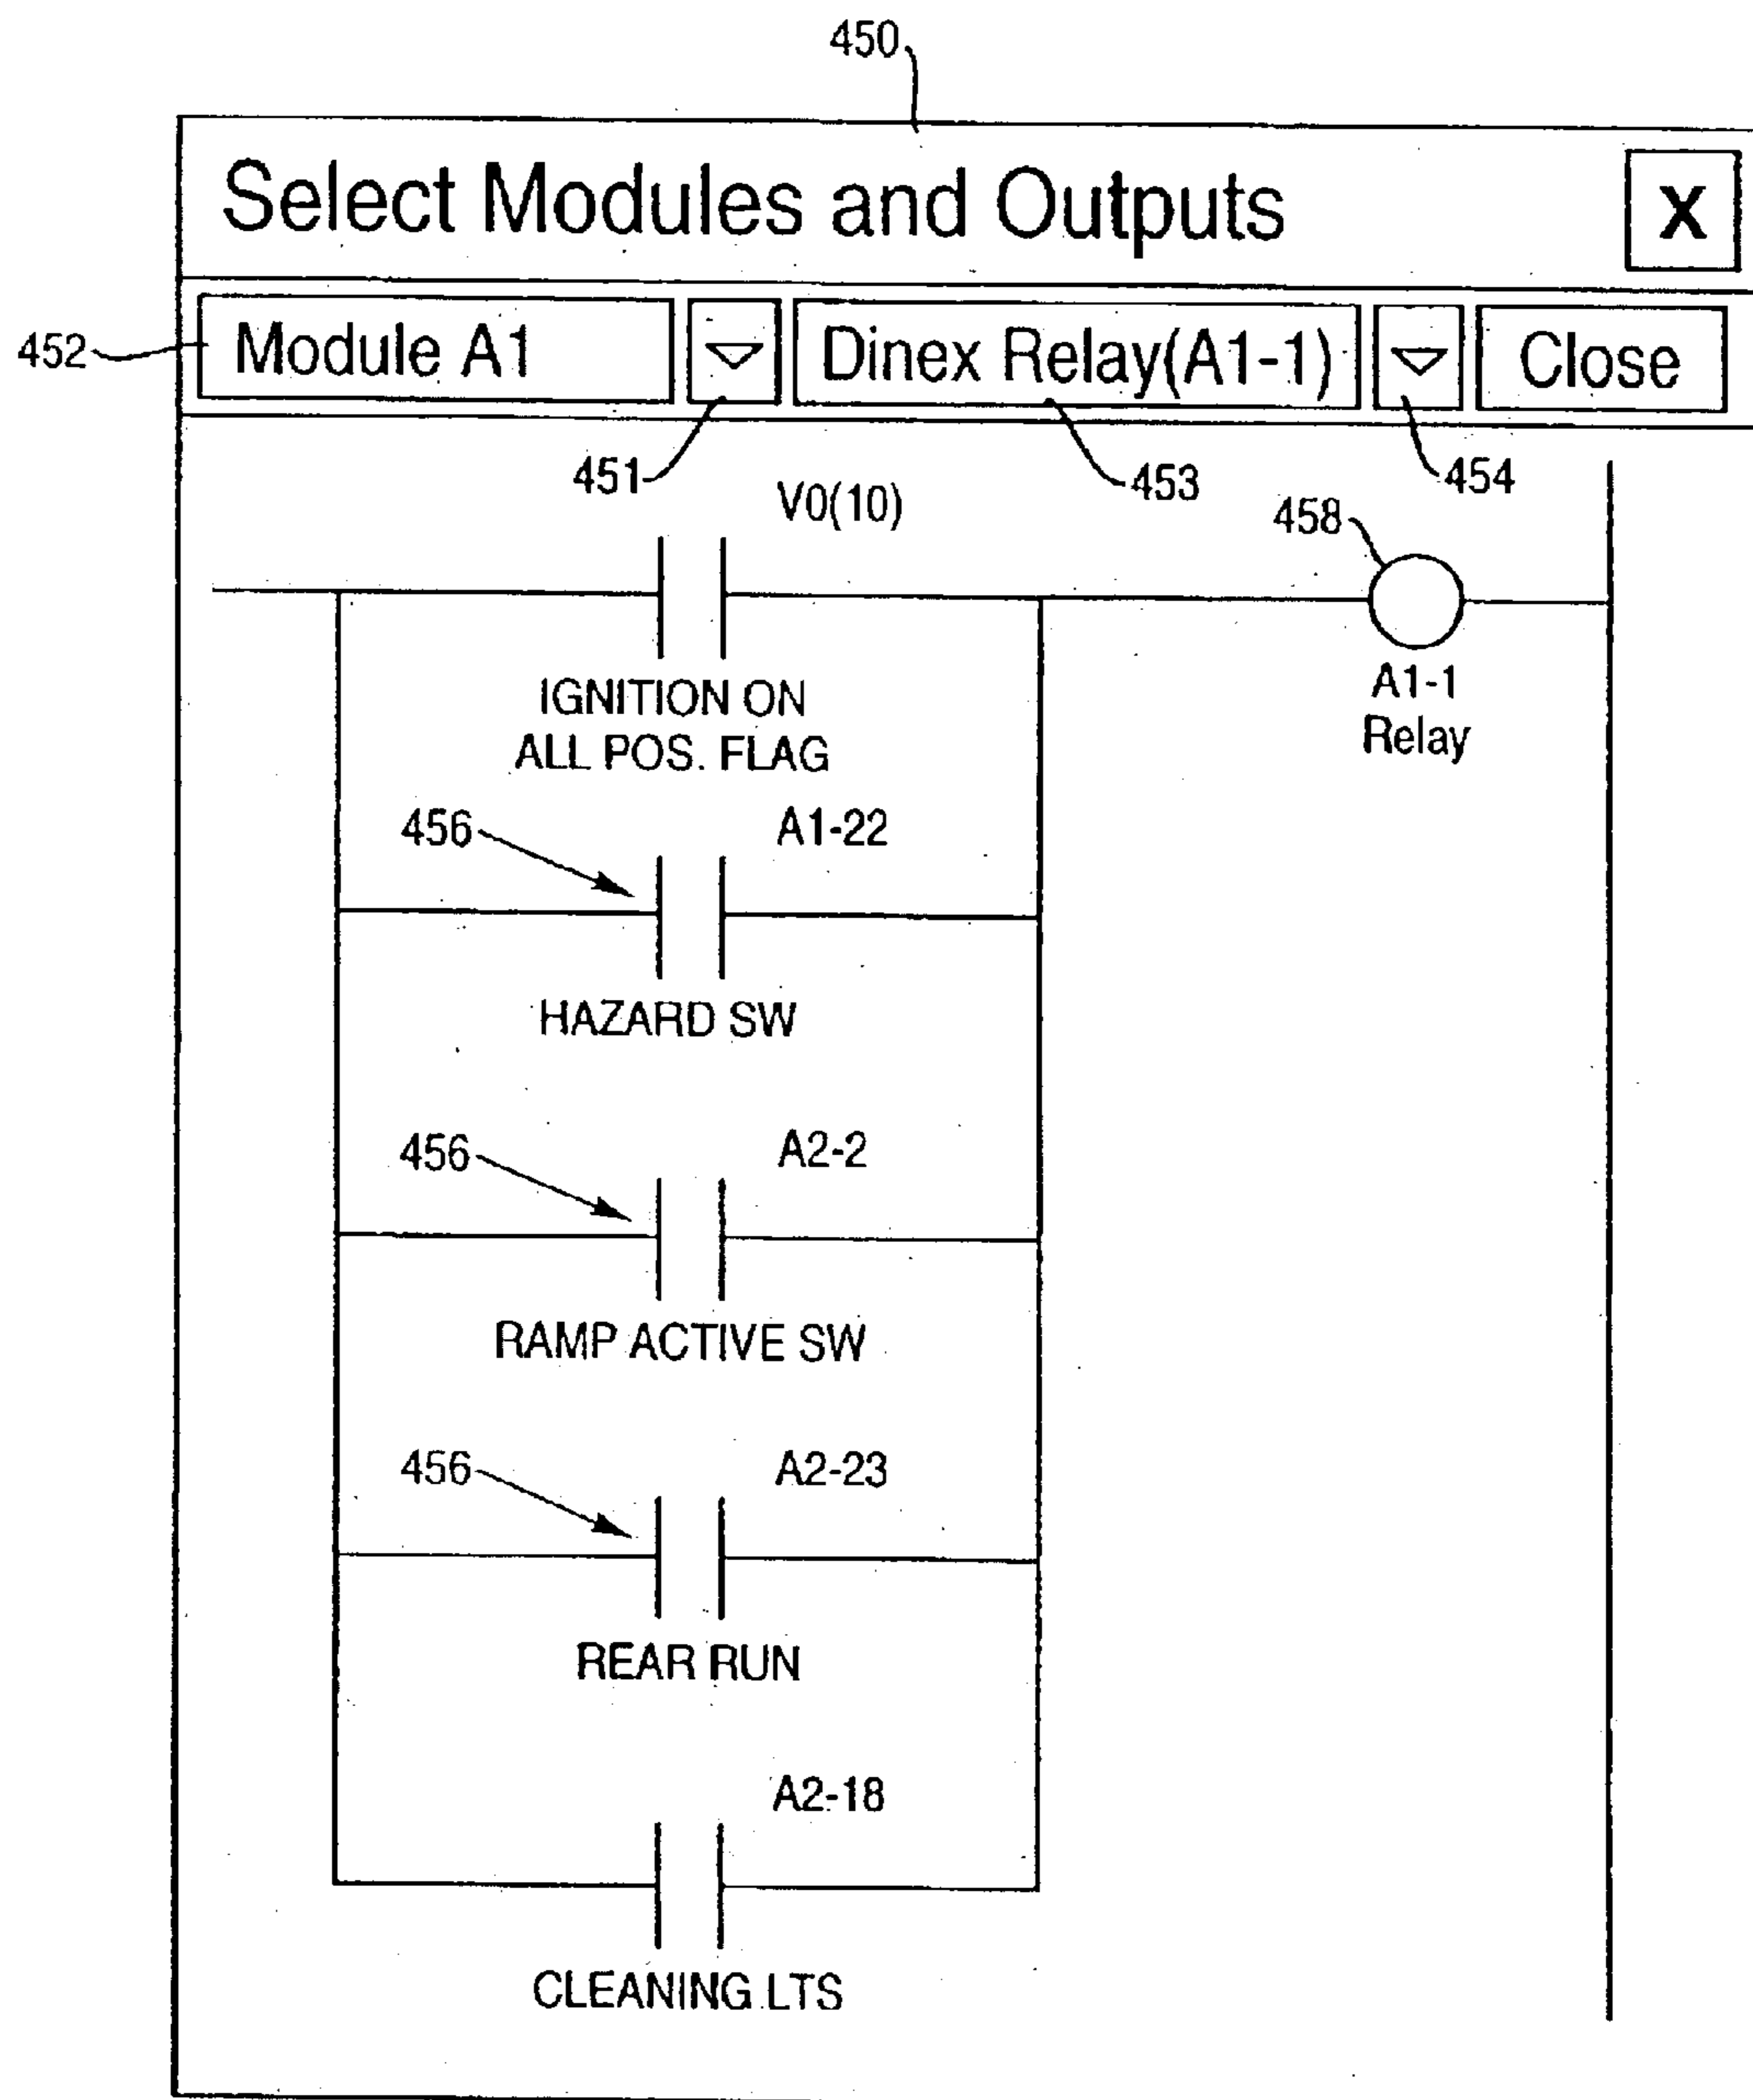 450
Select Modules and Outputs X
452 Module A1 Dinex Relay(A1-1) Close
451 453 454
V0(10) 458
A1-1
Relay
IGNITION ON
ALL POS. FLAG
456 A1-22
HAZARD SW
456 A2-2
RAMP ACTIVE SW
456 A2-23
REAR RUN
A2-18
CLEANING LTS